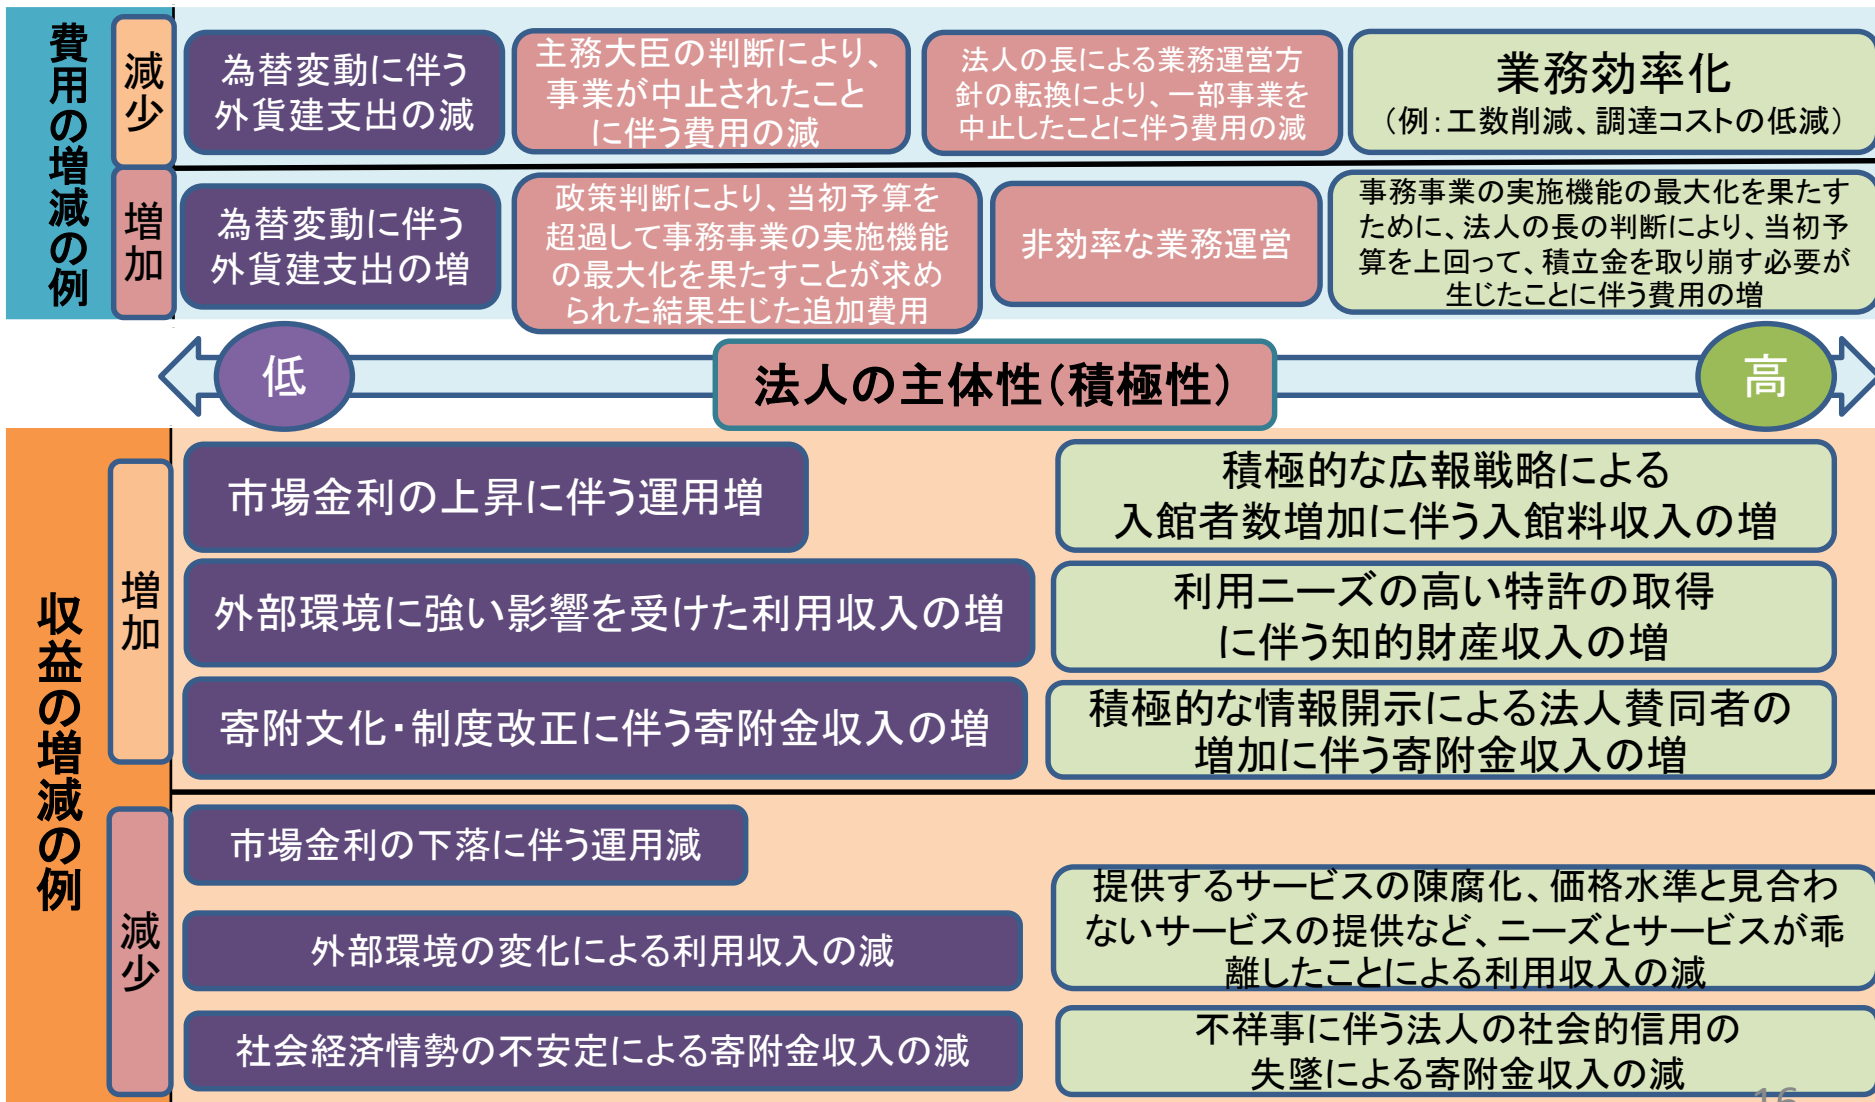 費用の増減の例
減少
為替変動に伴う
外貨建支出の減
主務大臣の判断により、
事業が中止されたこと
に伴う費用の減
法人の長による業務運営方
針の転換により、一部事業を
中止したことに伴う費用の減
業務効率化
（例：工数削減、調達コストの低減）
増加
為替変動に伴う
外貨建支出の増
政策判断により、当初予算を
超過して事務事業の実施機能
の最大化を果たすことが求め
られた結果生じた追加費用
非効率な業務運営
事務事業の実施機能の最大化を果たす
ために、法人の長の判断により、当初予
算を上回って、積立金を取り崩す必要が
生じたことに伴う費用の増
低
法人の主体性（積極性）
高
収益の増減の例
増加
市場金利の上昇に伴う運用増
積極的な広報戦略による
入館者数増加に伴う入館料収入の増
外部環境に強い影響を受けた利用収入の増
利用ニーズの高い特許の取得
に伴う知的財産収入の増
寄附文化・制度改正に伴う寄附金収入の増
積極的な情報開示による法人賛同者の
増加に伴う寄附金収入の増
減少
市場金利の下落に伴う運用減
外部環境の変化による利用収入の減
提供するサービスの陳腐化、価格水準と見合わ
ないサービスの提供など、ニーズとサービスが乖
離したことによる利用収入の減
社会経済情勢の不安定による寄附金収入の減
不祥事に伴う法人の社会的信用の
失墜による寄附金収入の減
16